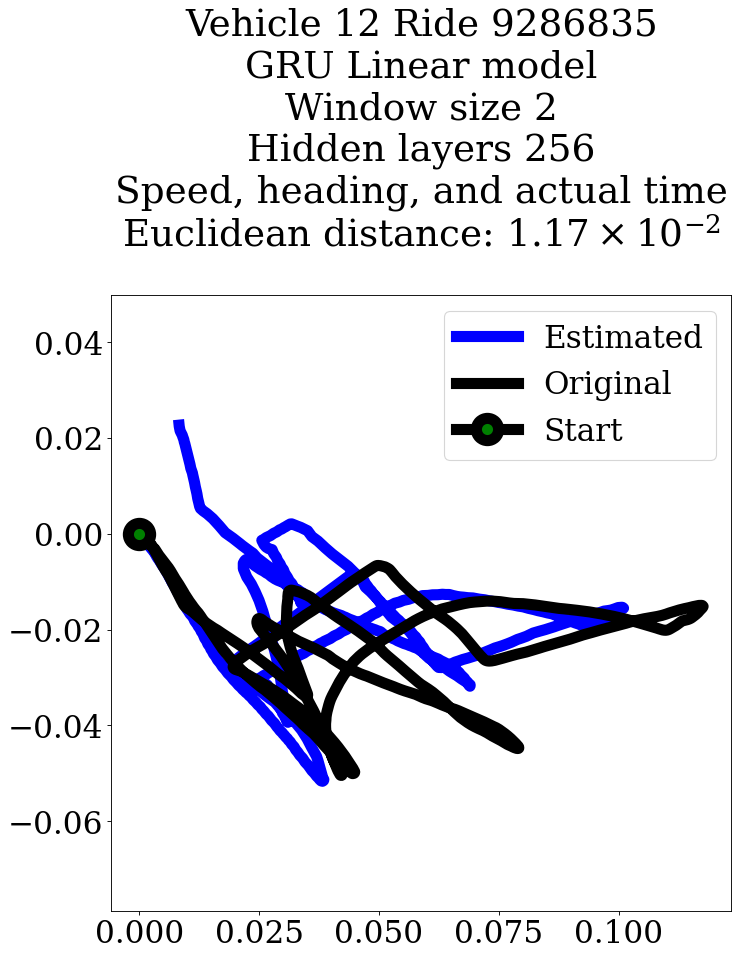 Vehicle 12 Ride 9286835
GRU Linear model
Window size 2
Hidden layers 256
Speed, heading, and actual time
Euclidean distance: 1.17 × 10⁻²
Estimated
Original
Start
0.04
0.02
0.00
−0.02
−0.04
−0.06
0.000 0.025 0.050 0.075 0.100